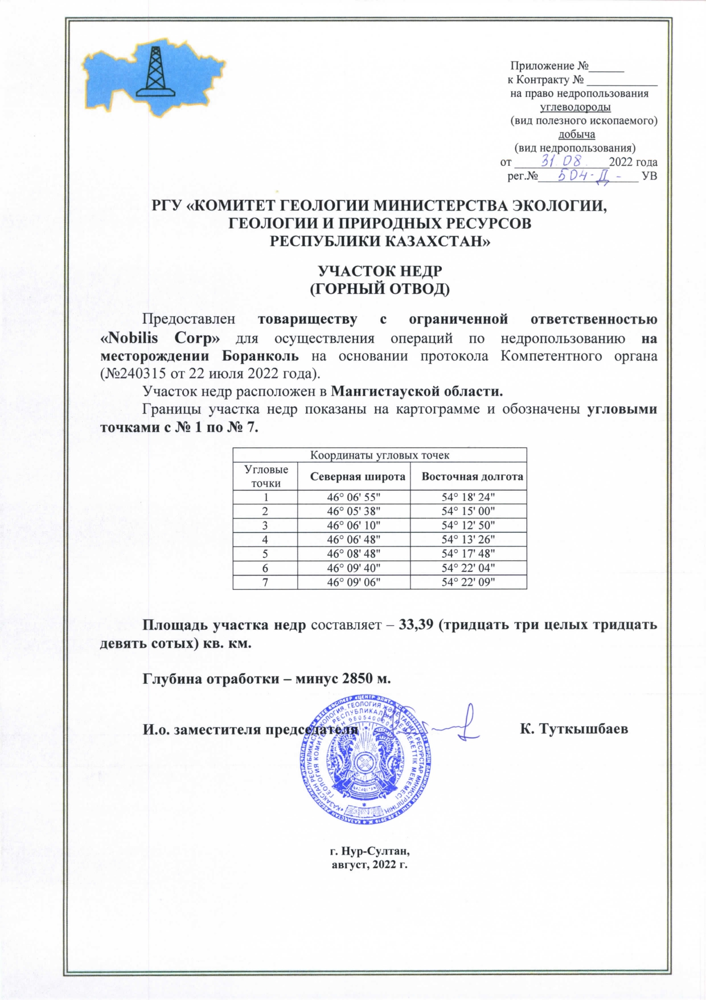 Приложение №______
к Контракту № ____________
на право недропользования
углеводороды
(вид полезного ископаемого)
добыча
(вид недропользования)
от 31.08. 2022 года
рег.№ 504-Д- УВ
РГУ «КОМИТЕТ ГЕОЛОГИИ МИНИСТЕРСТВА ЭКОЛОГИИ,
ГЕОЛОГИИ И ПРИРОДНЫХ РЕСУРСОВ
РЕСПУБЛИКИ КАЗАХСТАН»
УЧАСТОК НЕДР
(ГОРНЫЙ ОТВОД)
Предоставлен товариществу с ограниченной ответственностью
«Nobilis Corp» для осуществления операций по недропользованию на
месторождении Боранколь на основании протокола Компетентного органа
(№240315 от 22 июля 2022 года).
Участок недр расположен в Мангистауской области.
Границы участка недр показаны на картограмме и обозначены угловыми
точками с № 1 по № 7.
Координаты угловых точек
Угловые точки Северная широта Восточная долгота
1 46° 06' 55" 54° 18' 24"
2 46° 05' 38" 54° 15' 00"
3 46° 06' 10" 54° 12' 50"
4 46° 06' 48" 54° 13' 26"
5 46° 08' 48" 54° 17' 48"
6 46° 09' 40" 54° 22' 04"
7 46° 09' 06" 54° 22' 09"
Площадь участка недр составляет – 33,39 (тридцать три целых тридцать
девять сотых) кв. км.
Глубина отработки – минус 2850 м.
И.о. заместителя председателя К. Туткышбаев
г. Нур-Султан,
август, 2022 г.